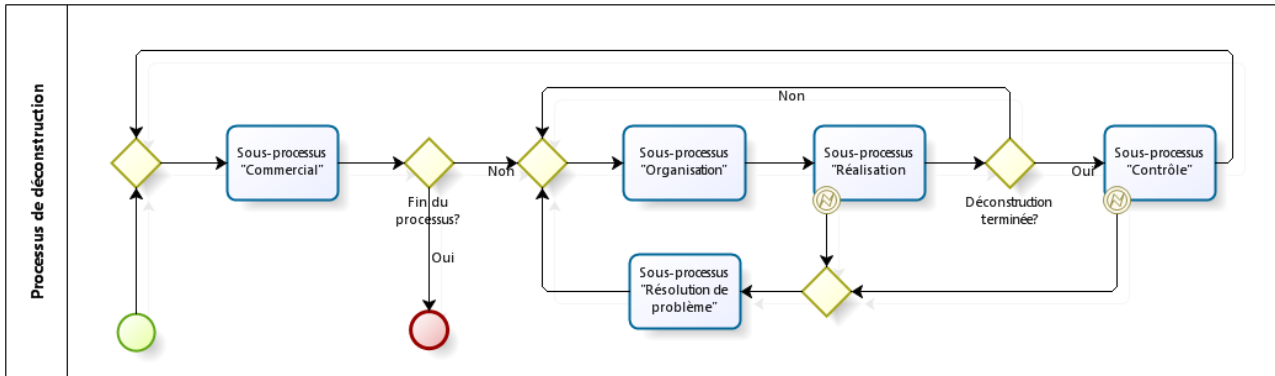 Processus de déconstruction
Sous-processus
"Commercial"
Fin du
processus?
Non
Oui
Non
Sous-processus
"Organisation"
Sous-processus
"Réalisation
Déconstruction
terminée?
Oui
Sous-processus
"Contrôle"
Sous-processus
"Résolution de
problème"